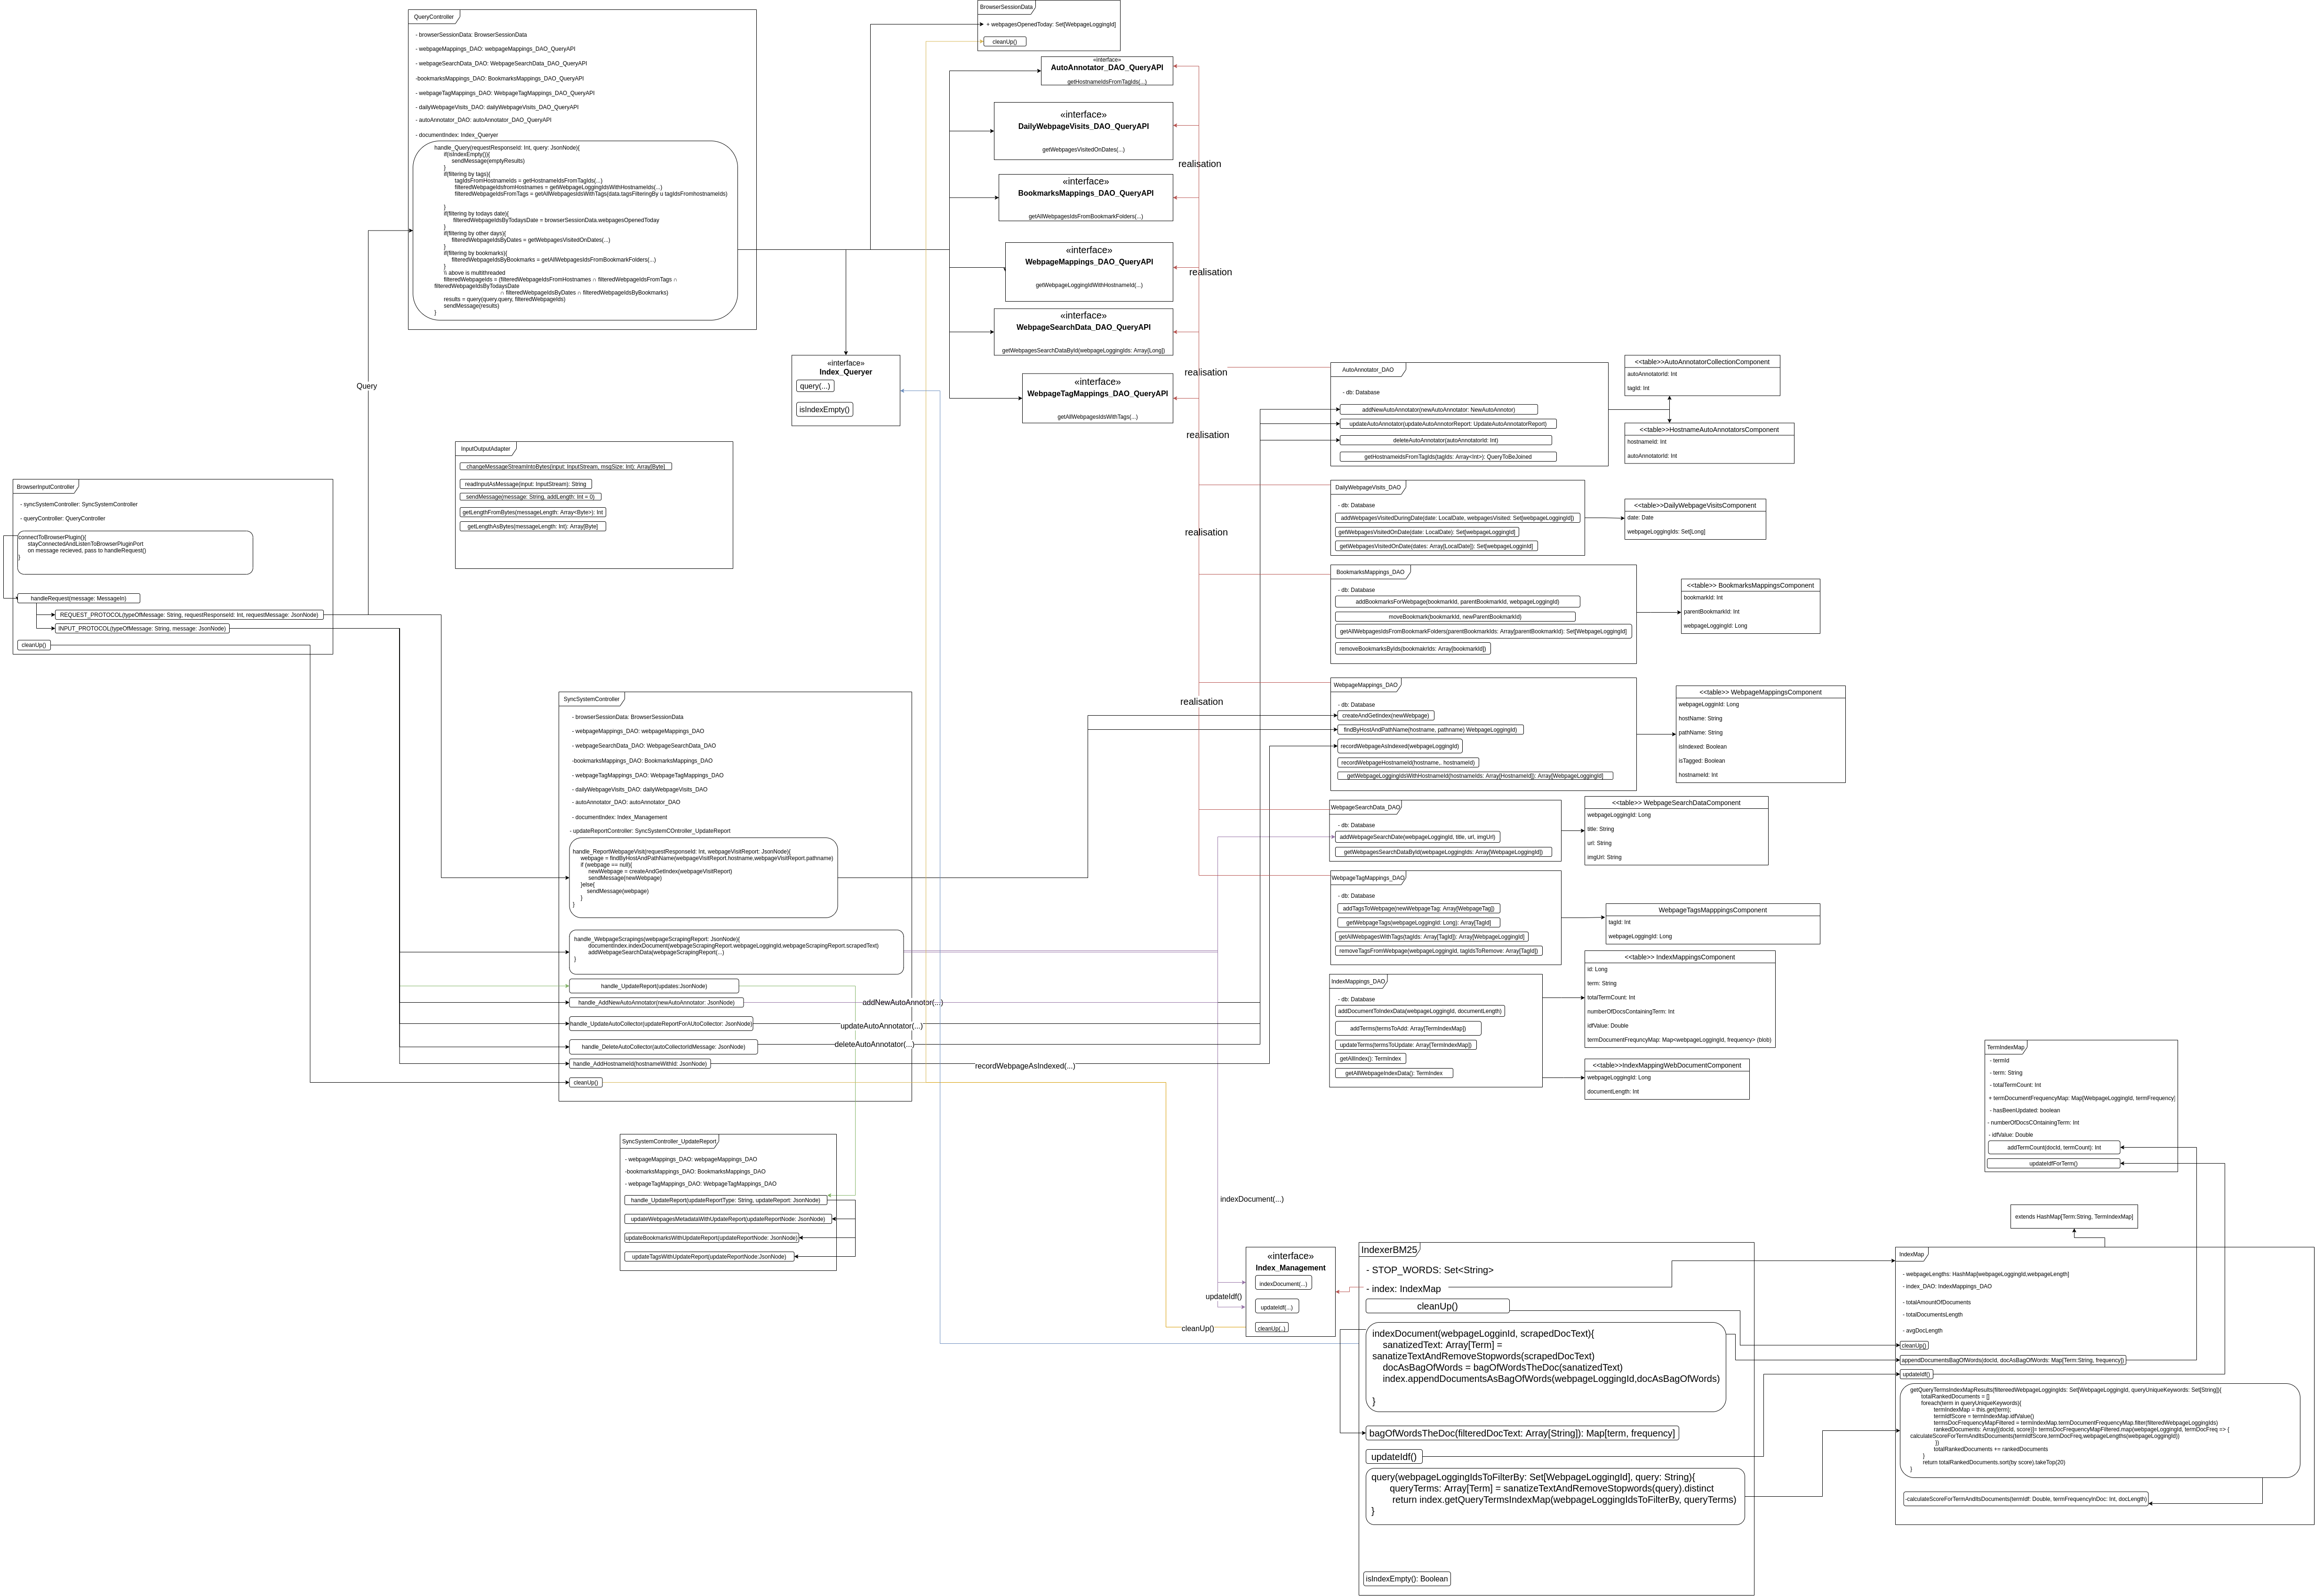 QueryController
- browserSessionData: BrowserSessionData
- webpageMappings_DAO: webpageMappings_DAO_QueryAPI
- webpageSearchData_DAO: WebpageSearchData_DAO_QueryAPI
-bookmarksMappings_DAO: BookmarksMappings_DAO_QueryAPI
- webpageTagMappings_DAO: WebpageTagMappings_DAO_QueryAPI
- dailyWebpageVisits_DAO: dailyWebpageVisits_DAO_QueryAPI
- autoAnnotator_DAO: autoAnnotator_DAO_QueryAPI
- documentIndex: Index_Queryer
handle_Query(requestResponseId: Int, query: JsonNode){
if(isIndexEmpty()){
sendMessage(emptyResults)
}
if(filtering by tags){
tagIdsFromHostnameIds = getHostnameIdsFromTagIds(...)
filteredWebpageIdsfromHostnames = getWebpageLoggingIdsWithHostnameIds(...)
filteredWebpageIdsFromTags = getAllWebpagesIdsWithTags(data.tagsFilteringBy u tagIdsFromhostnameIds)
}
if(filtering by todays date){
filteredWebpageIdsByTodaysDate = browserSessionData.webpagesOpenedToday
}
if(filtering by other days){
filteredWebpageIdsByDates = getWebpagesVisitedOnDates(...)
}
if(filtering by bookmarks){
filteredWebpageIdsByBookmarks = getAllWebpagesIdsFromBookmarkFolders(...)
}
\\ above is multithreaded
filteredWebpageIds = (filteredWebpageIdsFromHostnames ∩ filteredWebpageIdsFromTags ∩
filteredWebpageIdsByTodaysDate
∩ filteredWebpageIdsByDates ∩ filteredWebpageIdsByBookmarks)
results = query(query.query, filteredWebpageIds)
sendMessage(results)
}
BrowserSessionData
+ webpagesOpenedToday: Set[WebpageLoggingId]
cleanUp()
«interface»
AutoAnnotator_DAO_QueryAPI
getHostnameIdsFromTagIds(...)
«interface»
DailyWebpageVisits_DAO_QueryAPI
getWebpagesVisitedOnDates(...)
«interface»
BookmarksMappings_DAO_QueryAPI
getAllWebpagesIdsFromBookmarkFolders(...)
«interface»
WebpageMappings_DAO_QueryAPI
getWebpageLoggingIdWithHostnameId(...)
«interface»
WebpageSearchData_DAO_QueryAPI
getWebpagesSearchDataById(webpageLoggingIds: Array[Long])
«interface»
WebpageTagMappings_DAO_QueryAPI
getAllWebpagesIdsWithTags(...)
realisation
realisation
realisation
realisation
realisation
realisation
«interface»
Index_Queryer
query(...)
isIndexEmpty()
Query
InputOutputAdapter
changeMessageStreamIntoBytes(input: InputStream, msgSize: Int): Array[Byte]
readInputAsMessage(input: InputStream): String
sendMessage(message: String, addLength: Int = 0)
getLengthFromBytes(messageLength: Array<Byte>): Int
getLengthAsBytes(messageLength: Int): Array[Byte]
BrowserInputController
- syncSystemController: SyncSystemController
- queryController: QueryController
connectToBrowserPlugin(){
stayConnectedAndListenToBrowserPluginPort
on message recieved, pass to handleRequest()
}
handleRequest(message: MessageIn)
REQUEST_PROTOCOL(typeOfMessage: String, requestResponseId: Int, requestMessage: JsonNode)
INPUT_PROTOCOL(typeOfMessage: String, message: JsonNode)
cleanUp()
SyncSystemController
- browserSessionData: BrowserSessionData
- webpageMappings_DAO: webpageMappings_DAO
- webpageSearchData_DAO: WebpageSearchData_DAO
-bookmarksMappings_DAO: BookmarksMappings_DAO
- webpageTagMappings_DAO: WebpageTagMappings_DAO
- dailyWebpageVisits_DAO: dailyWebpageVisits_DAO
- autoAnnotator_DAO: autoAnnotator_DAO
- documentIndex: Index_Management
- updateReportController: SyncSystemCOntroller_UpdateReport
handle_ReportWebpageVisit(requestResponseId: Int, webpageVisitReport: JsonNode){
webpage = findByHostAndPathName(webpageVisitReport.hostname,webpageVisitReport.pathname)
if (webpage == null){
newWebpage = createAndGetIndex(webpageVisitReport)
sendMessage(newWebpage)
}else{
sendMessage(webpage)
}
}
handle_WebpageScrapings(webpageScrapingReport: JsonNode){
documentIndex.indexDocument(webpageScrapingReport.webpageLoggingId,webpageScrapingReport.scrapedText)
addWebpageSearchData(webpageScrapingReport(...)
}
handle_UpdateReport(updates:JsonNode)
handle_AddNewAutoAnnotator(newAutoAnnotator: JsonNode)
handle_UpdateAutoCollector(updateReportForAUtoCollector: JsonNode)
handle_DeleteAutoCollector(autoCollectorIdMessage: JsonNode)
handle_AddHostnameId(hostnameWithId: JsonNode)
cleanUp()
addNewAutoAnnotor(...)
updateAutoAnnotator(...)
deleteAutoAnnotator(...)
recordWebpageAsIndexed(...)
SyncSystemController_UpdateReport
- webpageMappings_DAO: webpageMappings_DAO
-bookmarksMappings_DAO: BookmarksMappings_DAO
- webpageTagMappings_DAO: WebpageTagMappings_DAO
handle_UpdateReport(updateReportType: String, updateReport: JsonNode)
updateWebpagesMetadataWithUpdateReport(updateReportNode: JsonNode)
updateBookmarksWithUpdateReport(updateReportNode: JsonNode)
updateTagsWithUpdateReport(updateReportNode:JsonNode)
AutoAnnotator_DAO
- db: Database
addNewAutoAnnotator(newAutoAnnotator: NewAutoAnnotor)
updateAutoAnnotator(updateAutoAnnotorReport: UpdateAutoAnnotatorReport)
deleteAutoAnnotator(autoAnnotatorId: Int)
getHostnameidsFromTagIds(tagIds: Array<Int>): QueryToBeJoined
<<table>>AutoAnnotatorCollectionComponent
autoAnnotatorId: Int
tagId: Int
<<table>>HostnameAutoAnnotatorsComponent
hostnameId: Int
autoAnnotatorId: Int
DailyWebpageVisits_DAO
- db: Database
addWebpagesVisitedDuringDate(date: LocalDate, webpagesVisited: Set[webpageLoggingId])
getWebpagesVisitedOnDate(date: LocalDate): Set[webpageLoggingId]
getWebpagesVisitedOnDate(dates: Array[LocalDate]): Set[webpageLogginId]
<<table>>DailyWebpageVisitsComponent
date: Date
webpageLoggingIds: Set[Long]
BookmarksMappings_DAO
- db: Database
addBookmarksForWebpage(bookmarkId, parentBookmarkId, webpageLoggingId)
moveBookmark(bookmarkId, newParentBookmarkId)
getAllWebpagesIdsFromBookmarkFolders(parentBookmarkIds: Array[parentBookmarkId): Set[WebpageLoggingId]
removeBookmarksByIds(bookmakrIds: Array[bookmarkId])
<<table>> BookmarksMappingsComponent
bookmarkId: Int
parentBookmarkId: Int
webpageLoggingId: Long
WebpageMappings_DAO
- db: Database
createAndGetIndex(newWebpage)
findByHostAndPathName(hostname, pathname) WebpageLoggingId)
recordWebpageAsIndexed(webpageLoggingId)
recordWebpageHostnameId(hostname, hostnameId)
getWebpageLoggingIdsWithHostnameId(hostnameIds: Array[HostnameId]): Array[WebpageLoggingId]
<<table>> WebpageMappingsComponent
webpageLogginId: Long
hostName: String
pathName: String
isIndexed: Boolean
isTagged: Boolean
hostnameId: Int
WebpageSearchData_DAO
- db: Database
addWebpageSearchDate(webpageLoggingId, title, url, imgUrl)
getWebpagesSearchDataById(webpageLoggingIds: Array[WebpageLoggingId])
<<table>> WebpageSearchDataComponent
webpageLoggingId: Long
title: String
url: String
imgUrl: String
WebpageTagMappings_DAO
- db: Database
addTagsToWebpage(newWebpageTag: Array[WebpageTag])
getWebpageTags(webpageLoggingId: Long): Array[TagId]
getAllWebpagesWithTags(tagIds: Array[TagId]): Array[WebpageLoggingId]
removeTagsFromWebpage(webpageLoggingId, tagIdsToRemove: Array[TagId])
WebpageTagsMapppingsComponent
tagId: Int
webpageLoggingId: Long
IndexMappings_DAO
- db: Database
addDocumentToIndexData(webpageLoggingId, documentLength)
addTerms(termsToAdd: Array[TermIndexMap])
updateTerms(termsToUpdate: Array[TermIndexMap])
getAllIndex(): TermIndex
getAllWebpageIndexData(): TermIndex
<<table>> IndexMappingsComponent
id: Long
term: String
totalTermCount: Int
numberOfDocsContainingTerm: Int
idfValue: Double
termDocumentFrequencyMap: Map<webpageLoggingId, frequency> (blob)
<<table>>IndexMappingWebDocumentComponent
webpageLoggingId: Long
documentLength: Int
TermIndexMap
- termId
- term: String
- totalTermCount: Int
+ termDocumentFrequencyMap: Map[WebpageLoggingId, termFrequency]
- hasBeenUpdated: boolean
- numberOfDocsCOntainingTerm: Int
- idfValue: Double
addTermCount(docId, termCount): Int
updateIdfForTerm()
extends HashMap[Term:String, TermIndexMap]
indexDocument(...)
updateIdf()
cleanUp()
«interface»
Index_Management
indexDocument(...)
updateIdf(...)
cleanUp(..)
IndexerBM25
- STOP_WORDS: Set<String>
- index: IndexMap
cleanUp()
indexDocument(webpageLogginId, scrapedDocText){
sanatizedText: Array[Term] =
sanatizeTextAndRemoveStopwords(scrapedDocText)
docAsBagOfWords = bagOfWordsTheDoc(sanatizedText)
index.appendDocumentsAsBagOfWords(webpageLoggingId,docAsBagOfWords)
}
bagOfWordsTheDoc(filteredDocText: Array[String]): Map[term, frequency]
updateIdf()
query(webpageLoggingIdsToFilterBy: Set[WebpageLoggingId], query: String){
queryTerms: Array[Term] = sanatizeTextAndRemoveStopwords(query).distinct
return index.getQueryTermsIndexMap(webpageLoggingIdsToFilterBy, queryTerms)
}
isIndexEmpty(): Boolean
IndexMap
- webpageLengths: HashMap[webpageLoggingId,webpageLength]
- index_DAO: IndexMappings_DAO
- totalAmountOfDocuments
- totalDocumentsLength
- avgDocLength
cleanUp()
appendDocumentsBagOfWords(docId, docAsBagOfWords: Map[Term:String, frequency])
updateIdf()
getQueryTermsIndexMapResults(filtereedWebpageLoggingIds: Set[WebpageLoggingId, queryUniqueKeywords: Set[String]){
totalRankedDocuments = []
foreach(term in queryUniqueKeywords){
termIndexMap = this.get(term);
termIdfScore = termIndexMap.idfValue()
termsDocFrequencyMapFiltered = termIndexMap.termDocumentFrequencyMap.filter(filteredWebpageLoggingIds)
rankedDocuments: Array[(docId, score)]= termsDocFrequencyMapFiltered.map(webpageLoggingId, termDocFreq => {
calculateScoreForTermAndItsDocuments(termIdfScore,termDocFreq,webpageLengths(webpageLoggingId))
})
totalRankedDocuments += rankedDocuments
}
return totalRankedDocuments.sort(by score).takeTop(20)
}
-calculateScoreForTermAndItsDocuments(termIdf: Double, termFrequencyInDoc: Int, docLength)